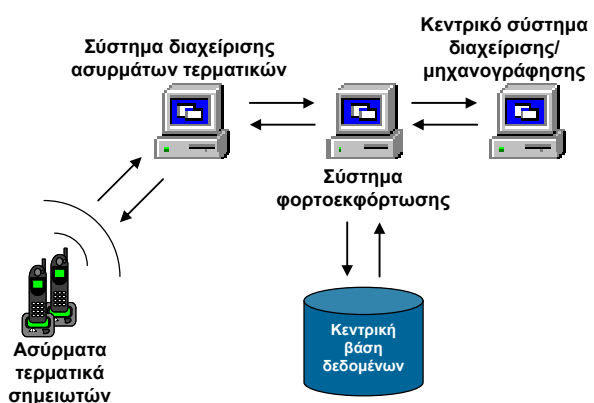 Κεντρικό σύστημα
διαχείρισης/
μηχανογράφησης
Σύστημα διαχείρισης
ασυρμάτων τερματικών
Σύστημα
φορτοεκφόρτωσης
Κεντρική
βάση
δεδομένων
Ασύρματα
τερματικά
σημειωτών